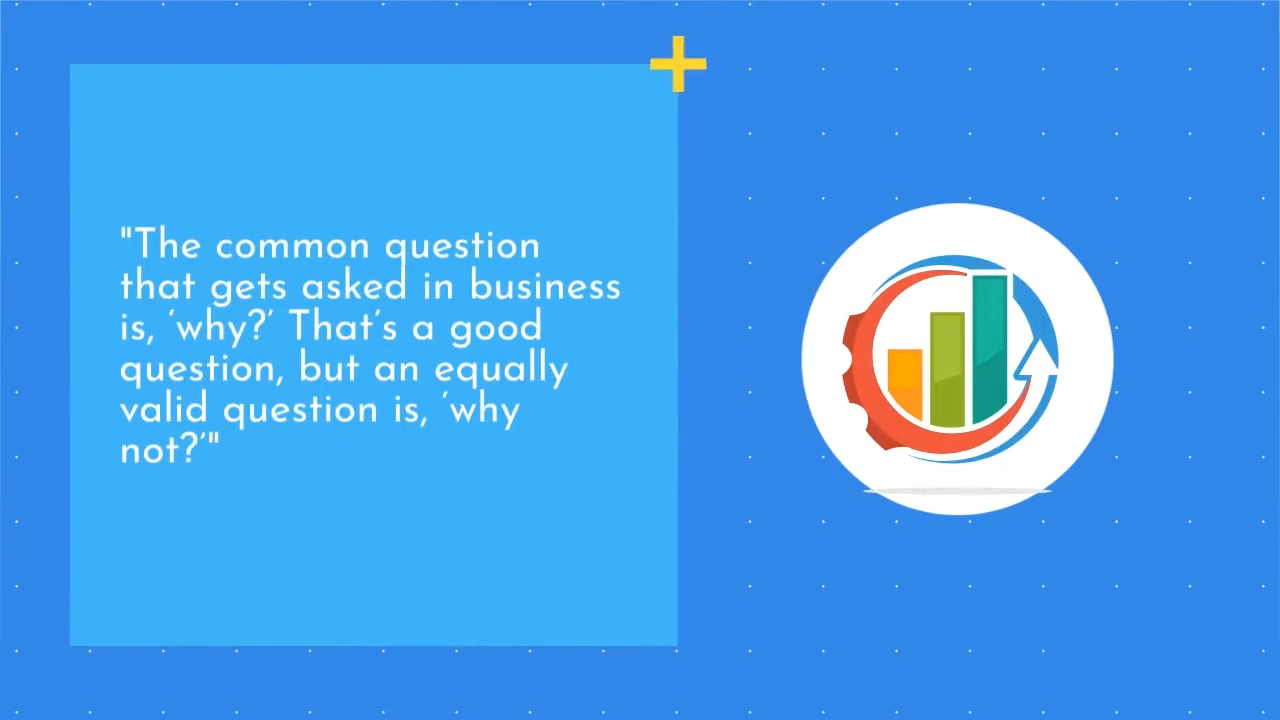 "The common question
that gets asked in business
is, ‘why?’ That’s a good
question, but an equally
valid question is, ‘why
not?’"